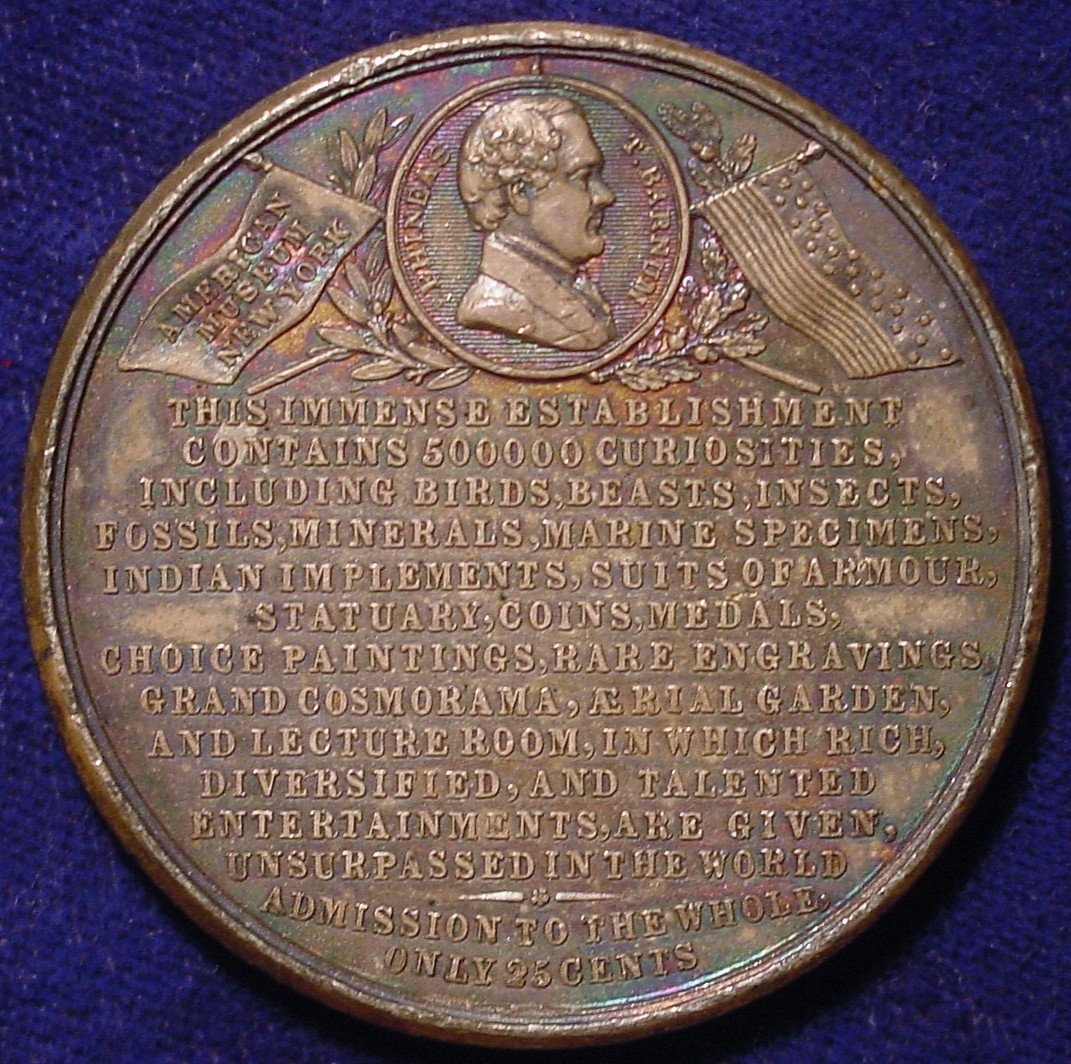 PHINEAS T. BARNUM
AMERICAN
MUSEUM
NEW YORK
THIS IMMENSE ESTABLISHMENT
CONTAINS 500000 CURIOSITIES,
INCLUDING BIRDS, BEASTS, INSECTS,
FOSSILS, MINERALS, MARINE SPECIMENS,
INDIAN IMPLEMENTS, SUITS OF ARMOUR,
STATUARY, COINS, MEDALS,
CHOICE PAINTINGS, RARE ENGRAVINGS,
GRAND COSMORAMA, ÆRIAL GARDEN,
AND LECTURE ROOM, IN WHICH RICH,
DIVERSIFIED, AND TALENTED
ENTERTAINMENTS, ARE GIVEN,
UNSURPASSED IN THE WORLD
ADMISSION TO THE WHOLE,
ONLY 25 CENTS